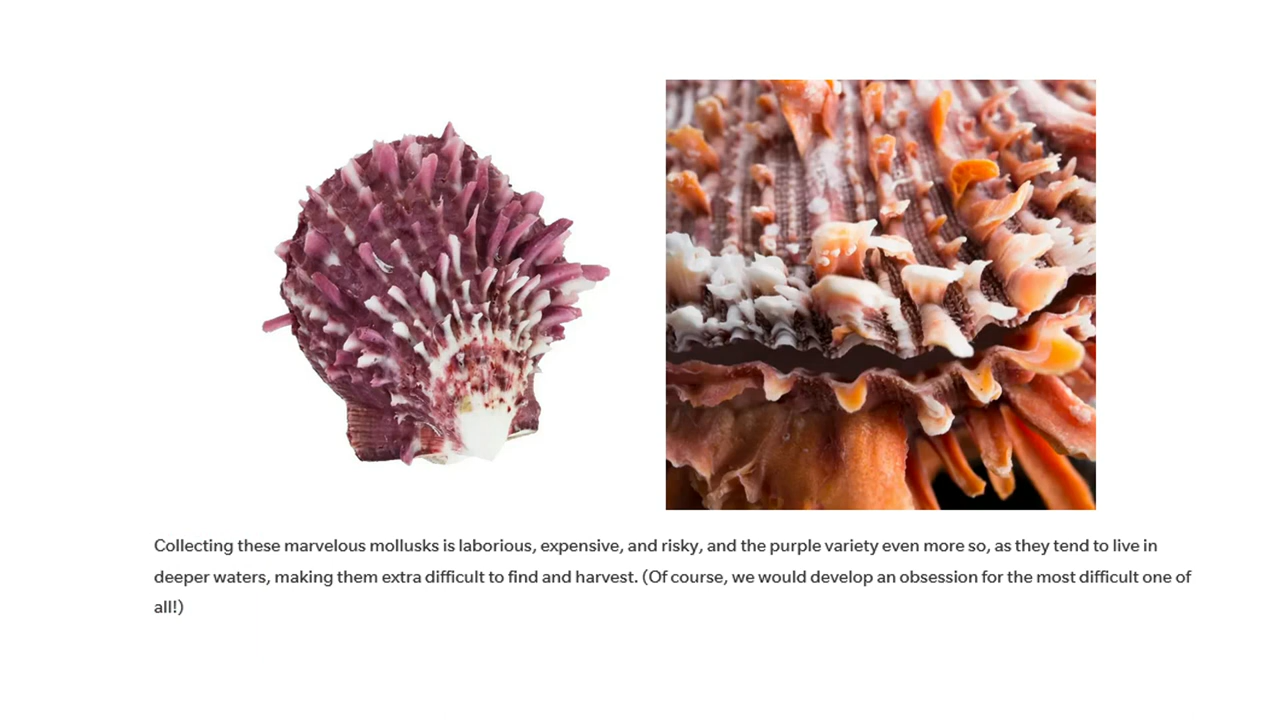 Collecting these marvelous mollusks is laborious, expensive, and risky, and the purple variety even more so, as they tend to live in
deeper waters, making them extra difficult to find and harvest. (Of course, we would develop an obsession for the most difficult one of
all!)